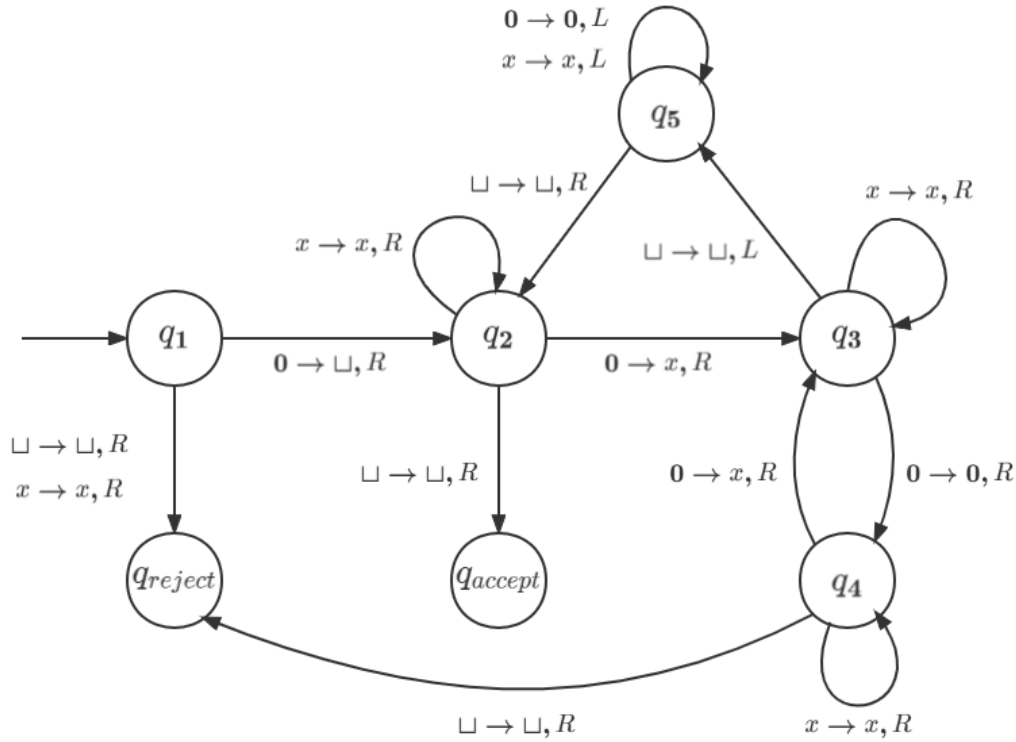 0 → 0, L
x → x, L
q5
⊔ → ⊔, R
x → x, R
x → x, R
⊔ → ⊔, L
q1
q2
q3
0 → ⊔, R
0 → x, R
⊔ → ⊔, R
x → x, R
⊔ → ⊔, R
0 → x, R
0 → 0, R
qreject
qaccept
q4
⊔ → ⊔, R
x → x, R